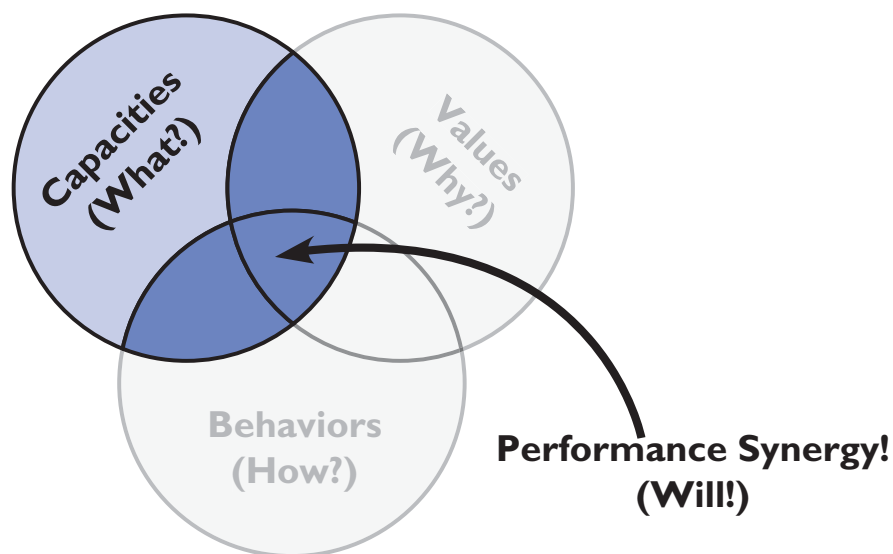 Capacities
(What?)
Values
(Why?)
Behaviors
(How?)
Performance Synergy!
(Will!)